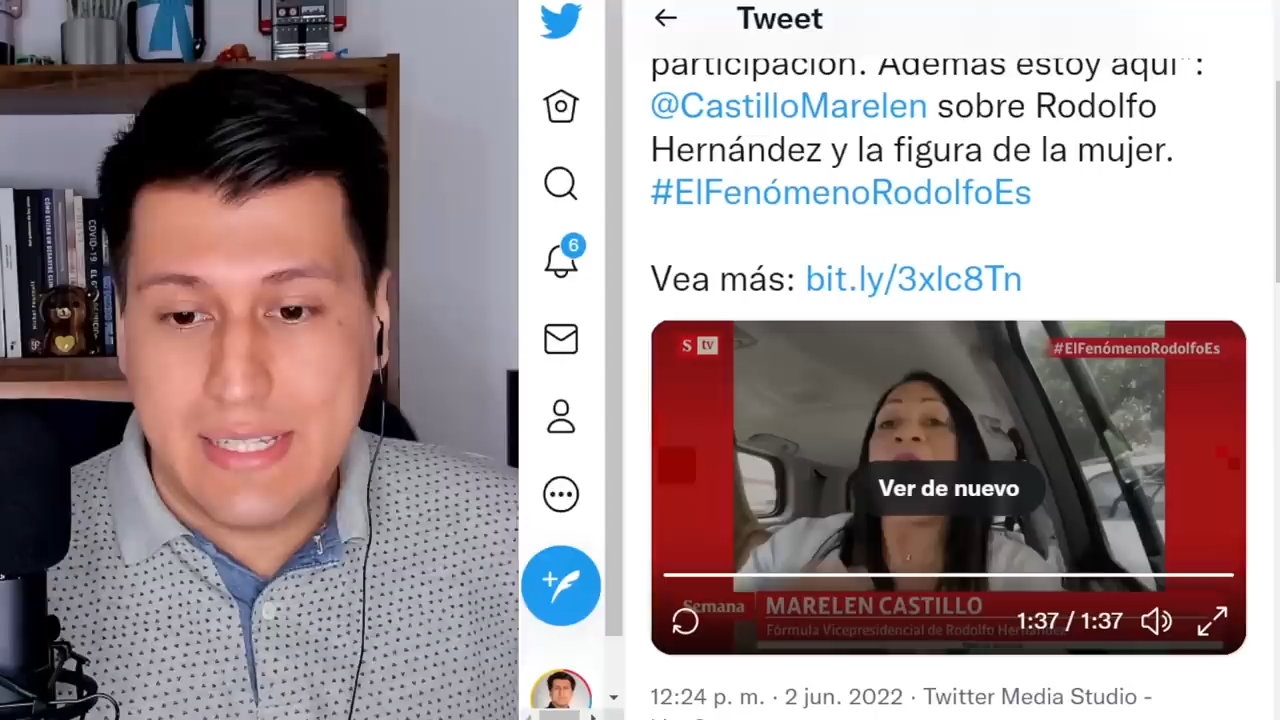 Tweet
participación. Además estoy aquí":
@CastilloMarelen sobre Rodolfo
Hernández y la figura de la mujer.
#ElFenómenoRodolfoEs
6
Vea más: bit.ly/3xlc8Tn
S tv
#ElFenómenoRodolfoEs
Ver de nuevo
Semana
MARELEN CASTILLO
Fórmula Vicepresidencial de Rodolfo Hernández
1:37 / 1:37
12:24 p. m. · 2 jun. 2022 · Twitter Media Studio -